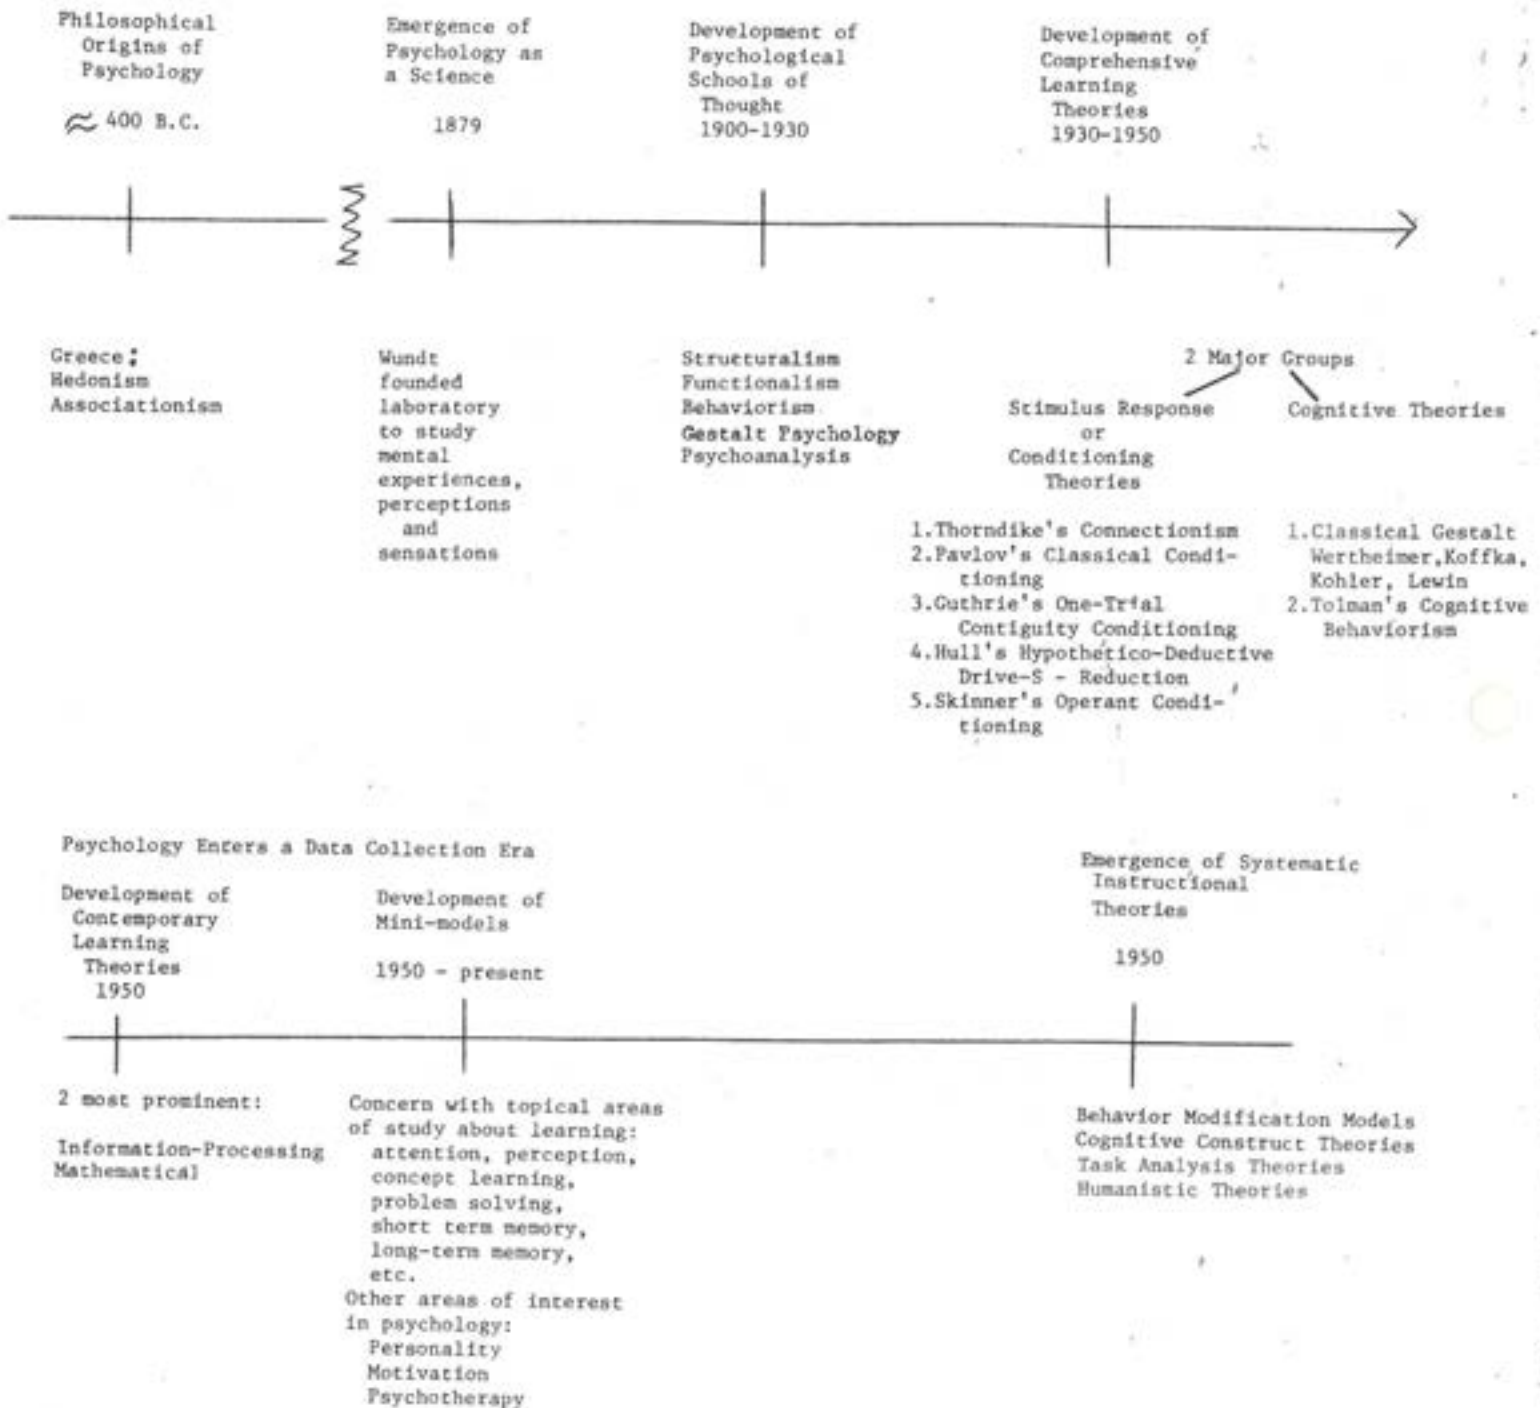 Philosophical
Origins of
Psychology
≈ 400 B.C.
Emergence of
Psychology as
a Science
1879
Development of
Psychological
Schools of
Thought
1900-1930
Development of
Comprehensive
Learning
Theories
1930-1950
Greece:
Hedonism
Associationism
Wundt
founded
laboratory
to study
mental
experiences,
perceptions
and
sensations
Structuralism
Functionalism
Behaviorism
Gestalt Psychology
Psychoanalysis
2 Major Groups
Stimulus Response
or
Conditioning
Theories
1.Thorndike's Connectionism
2.Pavlov's Classical Condi-
tioning
3.Guthrie's One-Trial
Contiguity Conditioning
4.Hull's Hypothetico-Deductive
Drive-S - Reduction
5.Skinner's Operant Condi-
tioning
Cognitive Theories
1.Classical Gestalt
Wertheimer,Koffka,
Kohler, Lewin
2.Tolman's Cognitive
Behaviorism
Psychology Enters a Data Collection Era
Development of
Contemporary
Learning
Theories
1950
Development of
Mini-models
1950 - present
Emergence of Systematic
Instructional
Theories
1950
2 most prominent:
Information-Processing
Mathematical
Concern with topical areas
of study about learning:
attention, perception,
concept learning,
problem solving,
short term memory,
long-term memory,
etc.
Other areas of interest
in psychology:
Personality
Motivation
Psychotherapy
Behavior Modification Models
Cognitive Construct Theories
Task Analysis Theories
Humanistic Theories